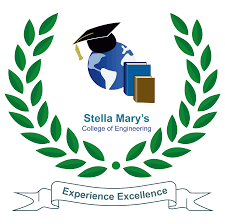 Stella Mary's
College of Engineering
Experience Excellence